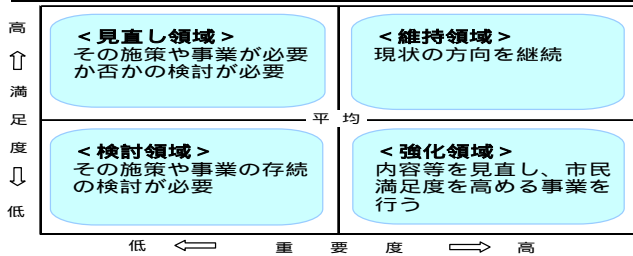 <見直し領域>
その施策や事業が必要
か否かの検討が必要
<維持領域>
現状の方向を継続
高
⇧
満
足
度
⇩
低
平 均
<検討領域>
その施策や事業の存続
の検討が必要
<強化領域>
内容等を見直し、市民
満足度を高める事業を
行う
低 ⇐ 重 要 度 ⇒ 高